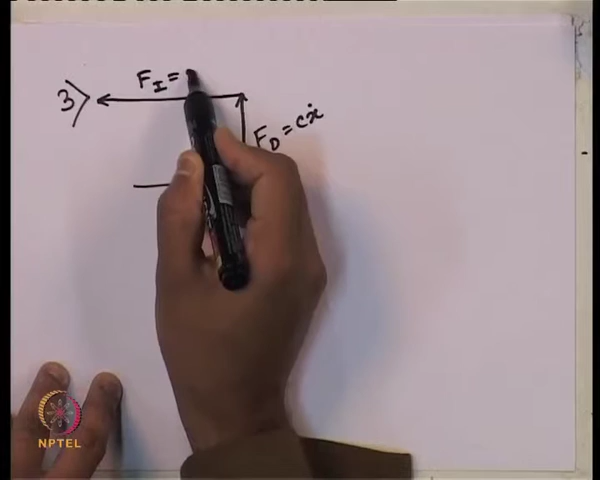 3>
F_I =
F_D = cẋ
NPTEL